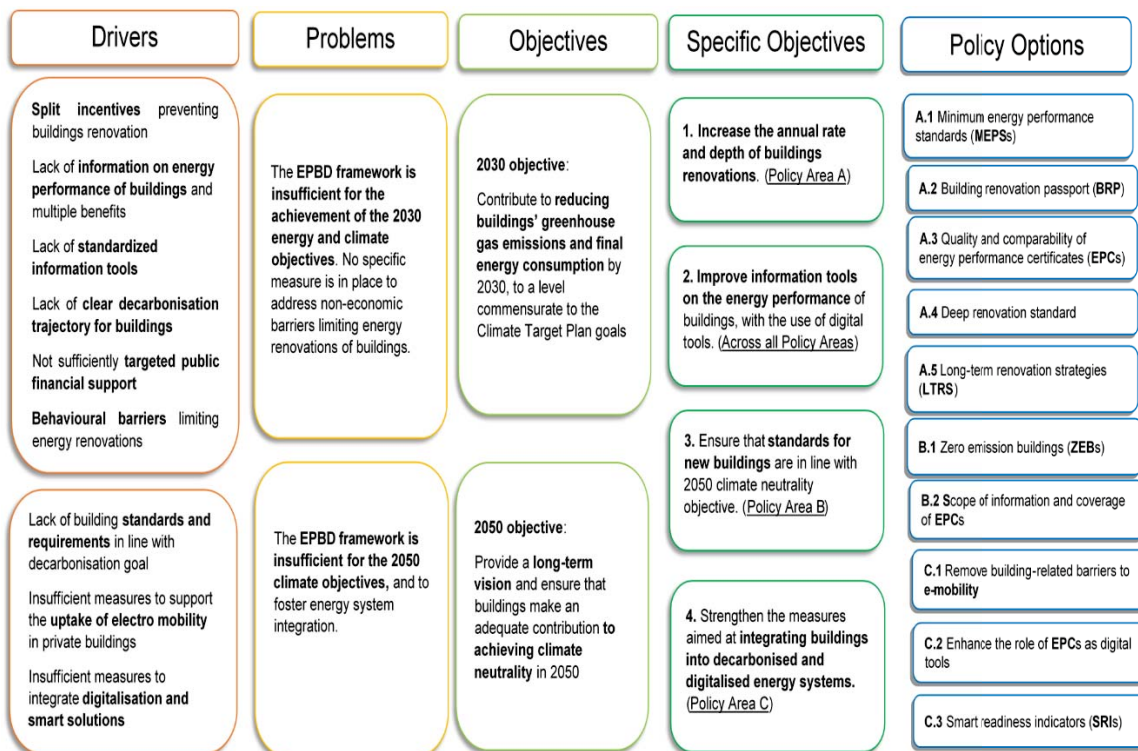 Drivers
Split incentives preventing
buildings renovation
Lack of information on energy
performance of buildings and
multiple benefits
Lack of standardized
information tools
Lack of clear decarbonisation
trajectory for buildings
Not sufficiently targeted public
financial support
Behavioural barriers limiting
energy renovations
Lack of building standards and
requirements in line with
decarbonisation goal
Insufficient measures to support
the uptake of electro mobility
in private buildings
Insufficient measures to
integrate digitalisation and
smart solutions
Problems
The EPBD framework is
insufficient for the
achievement of the 2030
energy and climate
objectives. No specific
measure is in place to
address non-economic
barriers limiting energy
renovations of buildings.
The EPBD framework is
insufficient for the 2050
climate objectives, and to
foster energy system
integration.
Objectives
2030 objective:
Contribute to reducing
buildings' greenhouse
gas emissions and final
energy consumption by
2030, to a level
commensurate to the
Climate Target Plan goals
2050 objective:
Provide a long-term
vision and ensure that
buildings make an
adequate contribution to
achieving climate
neutrality in 2050
Specific Objectives
1. Increase the annual rate
and depth of buildings
renovations. (Policy Area A)
2. Improve information tools
on the energy performance of
buildings, with the use of digital
tools. (Across all Policy Areas)
3. Ensure that standards for
new buildings are in line with
2050 climate neutrality
objective. (Policy Area B)
4. Strengthen the measures
aimed at integrating buildings
into decarbonised and
digitalised energy systems.
(Policy Area C)
Policy Options
A.1 Minimum energy performance
standards (MEPSs)
A.2 Building renovation passport (BRP)
A.3 Quality and comparability of
energy performance certificates (EPCs)
A.4 Deep renovation standard
A.5 Long-term renovation strategies
(LTRS)
B.1 Zero emission buildings (ZEBs)
B.2 Scope of information and coverage
of EPCs
C.1 Remove building-related barriers to
e-mobility
C.2 Enhance the role of EPCs as digital
tools
C.3 Smart readiness indicators (SRIs)